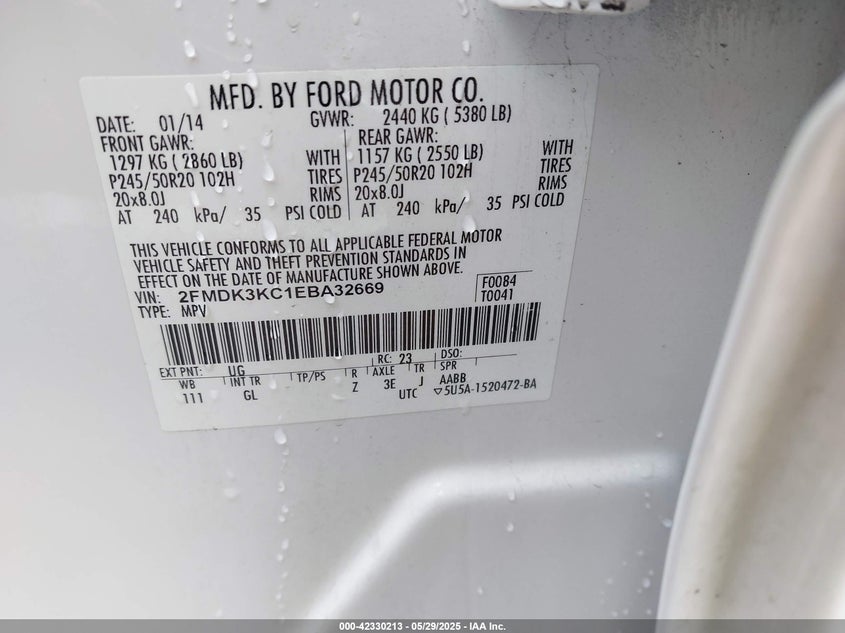 MFD. BY FORD MOTOR CO.
DATE: 01/14 GVWR: 2440 KG ( 5380 LB)
FRONT GAWR: REAR GAWR:
1297 KG ( 2860 LB) WITH 1157 KG ( 2550 LB) WITH
P245/50R20 102H TIRES P245/50R20 102H TIRES
20x8.0J RIMS 20x8.0J RIMS
AT 240 kPa/ 35 PSI COLD AT 240 kPa/ 35 PSI COLD
THIS VEHICLE CONFORMS TO ALL APPLICABLE FEDERAL MOTOR
VEHICLE SAFETY AND THEFT PREVENTION STANDARDS IN
EFFECT ON THE DATE OF MANUFACTURE SHOWN ABOVE.
VIN: 2FMDK3KC1EBA32669 F0084
TYPE: MPV T0041
EXT PNT: UG RC: 23 DSO:
WB INT TR TP/PS R AXLE TR SPR
111 GL Z 3E J AABB
UTC ▽5U5A-1520472-BA
000-42330213 - 05/29/2025 - IAA Inc.